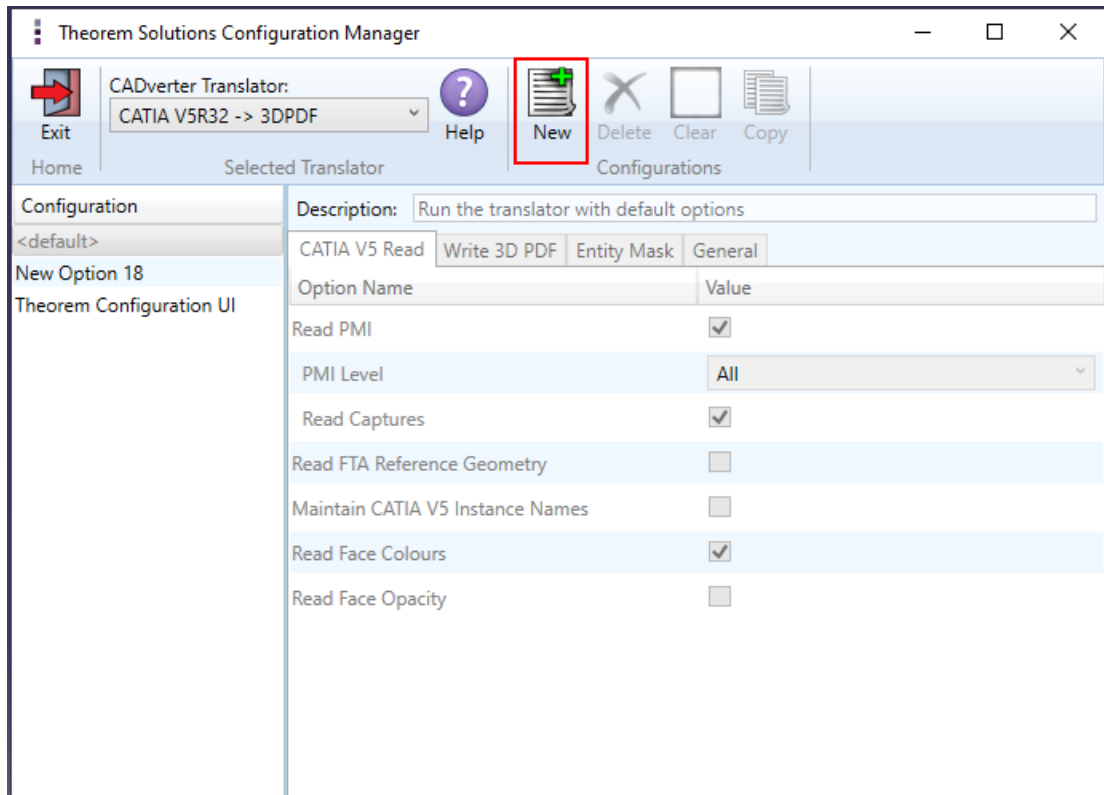 Theorem Solutions Configuration Manager
CADverter Translator:
CATIA V5R32 -> 3DPDF
Exit
Help
New
Delete
Clear
Copy
Home
Selected Translator
Configurations
Configuration
<default>
New Option 18
Theorem Configuration UI
Description: Run the translator with default options
CATIA V5 Read Write 3D PDF Entity Mask General
Option Name Value
Read PMI
PMI Level All
Read Captures
Read FTA Reference Geometry
Maintain CATIA V5 Instance Names
Read Face Colours
Read Face Opacity